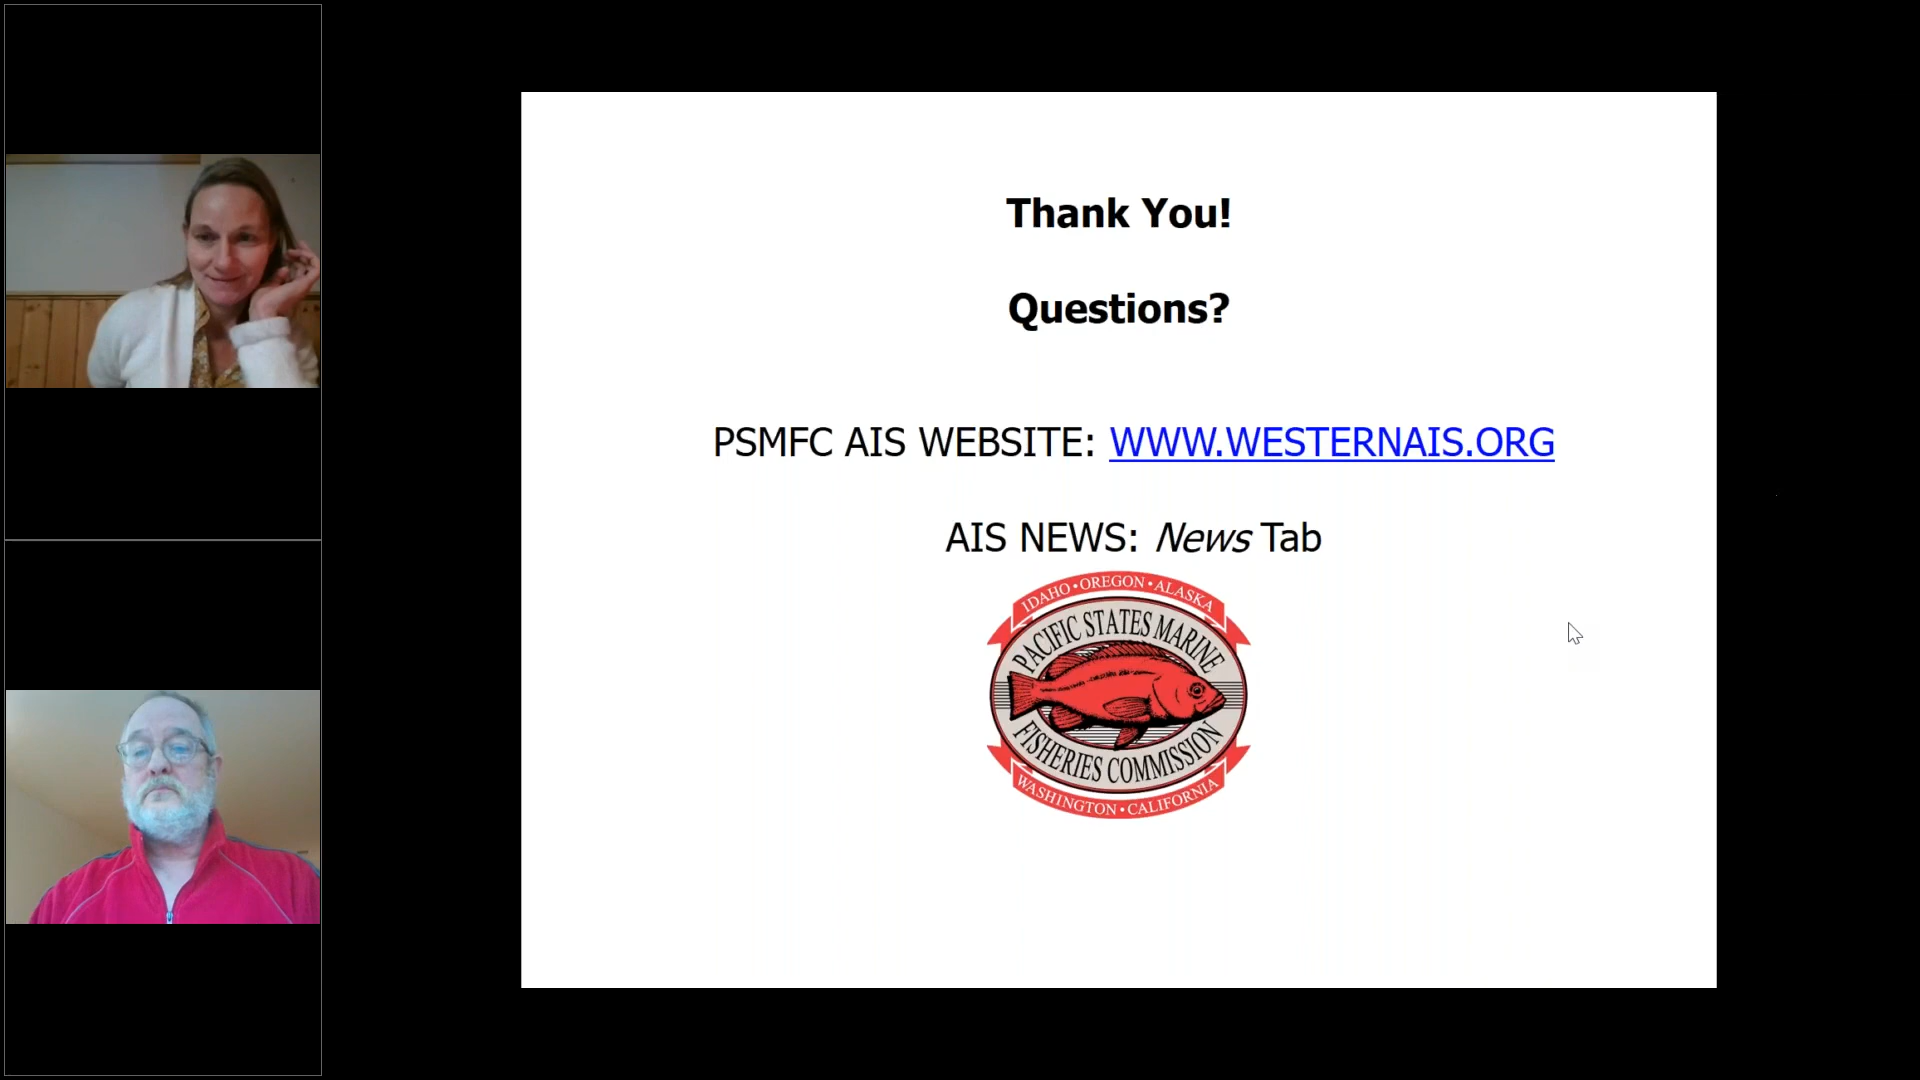 Thank You!
Questions?
PSMFC AIS WEBSITE: WWW.WESTERNAIS.ORG
AIS NEWS: News Tab
IDAHO • OREGON • ALASKA
PACIFIC STATES MARINE
FISHERIES COMMISSION
WASHINGTON • CALIFORNIA